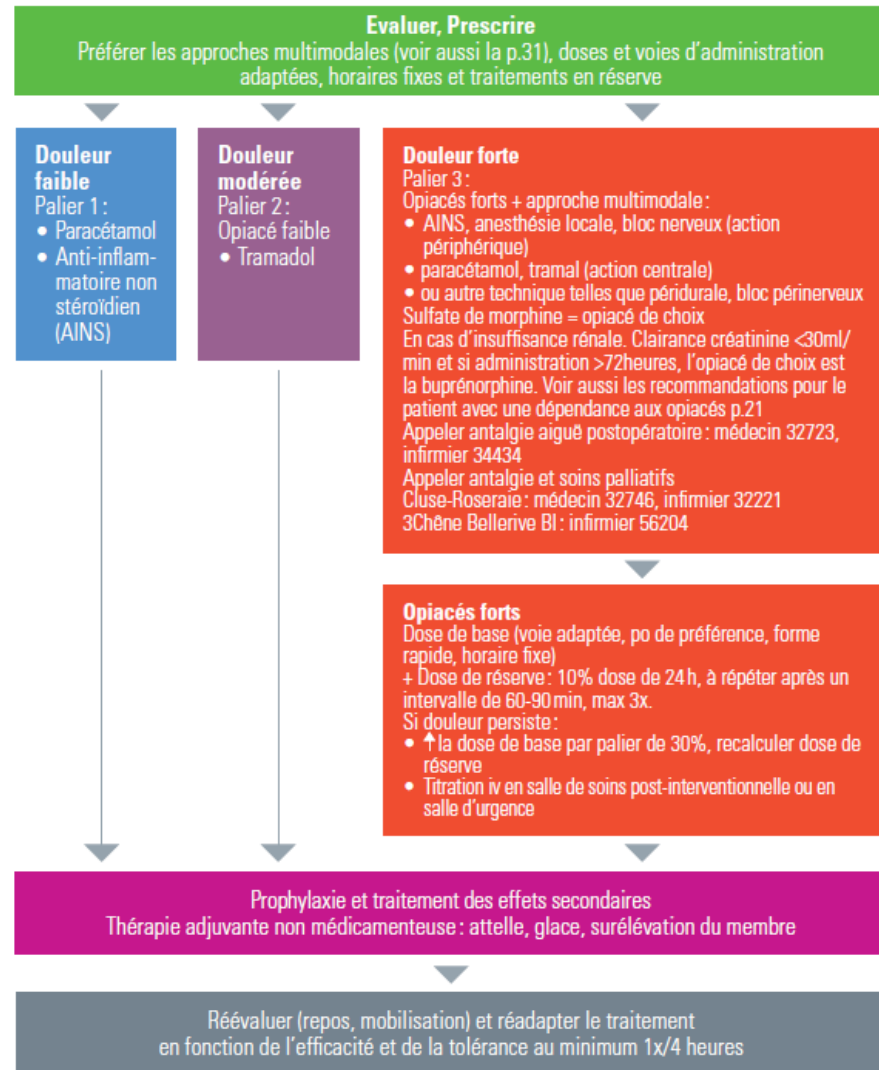 Evaluer, Prescrire
Préférer les approches multimodales (voir aussi la p.31), doses et voies d'administration
adaptées, horaires fixes et traitements en réserve
Douleur
faible
Palier 1 :
• Paracétamol
• Anti-inflam-
matoire non
stéroïdien
(AINS)
Douleur
modérée
Palier 2 :
Opiacé faible
• Tramadol
Douleur forte
Palier 3 :
Opiacés forts + approche multimodale :
• AINS, anesthésie locale, bloc nerveux (action
périphérique)
• paracétamol, tramal (action centrale)
• ou autre technique telles que péridurale, bloc périnerveux
Sulfate de morphine = opiacé de choix
En cas d'insuffisance rénale. Clairance créatinine <30ml/
min et si administration >72heures, l'opiacé de choix est
la buprénorphine. Voir aussi les recommandations pour le
patient avec une dépendance aux opiacés p.21
Appeler antalgie aiguë postopératoire : médecin 32723,
infirmier 34434
Appeler antalgie et soins palliatifs
Cluse-Roseraie : médecin 32746, infirmier 32221
3Chêne Bellerive BI : infirmier 56204
Opiacés forts
Dose de base (voie adaptée, po de préférence, forme
rapide, horaire fixe)
+ Dose de réserve : 10% dose de 24 h, à répéter après un
intervalle de 60-90 min, max 3x.
Si douleur persiste :
• ↑ la dose de base par palier de 30%, recalculer dose de
réserve
• Titration iv en salle de soins post-interventionnelle ou en
salle d'urgence
Prophylaxie et traitement des effets secondaires
Thérapie adjuvante non médicamenteuse : attelle, glace, surélévation du membre
Réévaluer (repos, mobilisation) et réadapter le traitement
en fonction de l'efficacité et de la tolérance au minimum 1x/4 heures